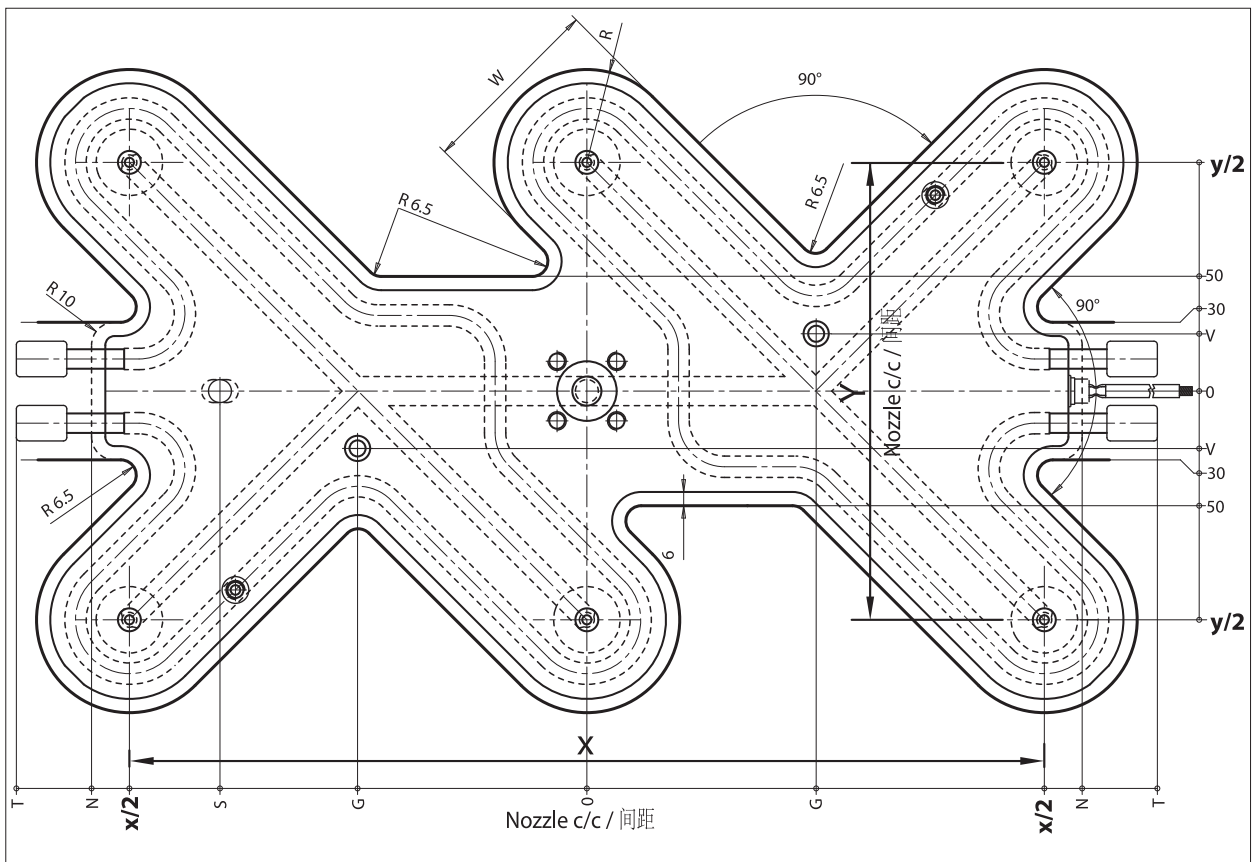 W
R
90°
y/2
R 6.5
R 6.5
50
90°
30
R 10
V
Y
Nozzle c/c / 间距
0
V
30
R 6.5
50
6
y/2
X
T
N
x/2
S
G
0
G
x/2
N
T
Nozzle c/c / 间距